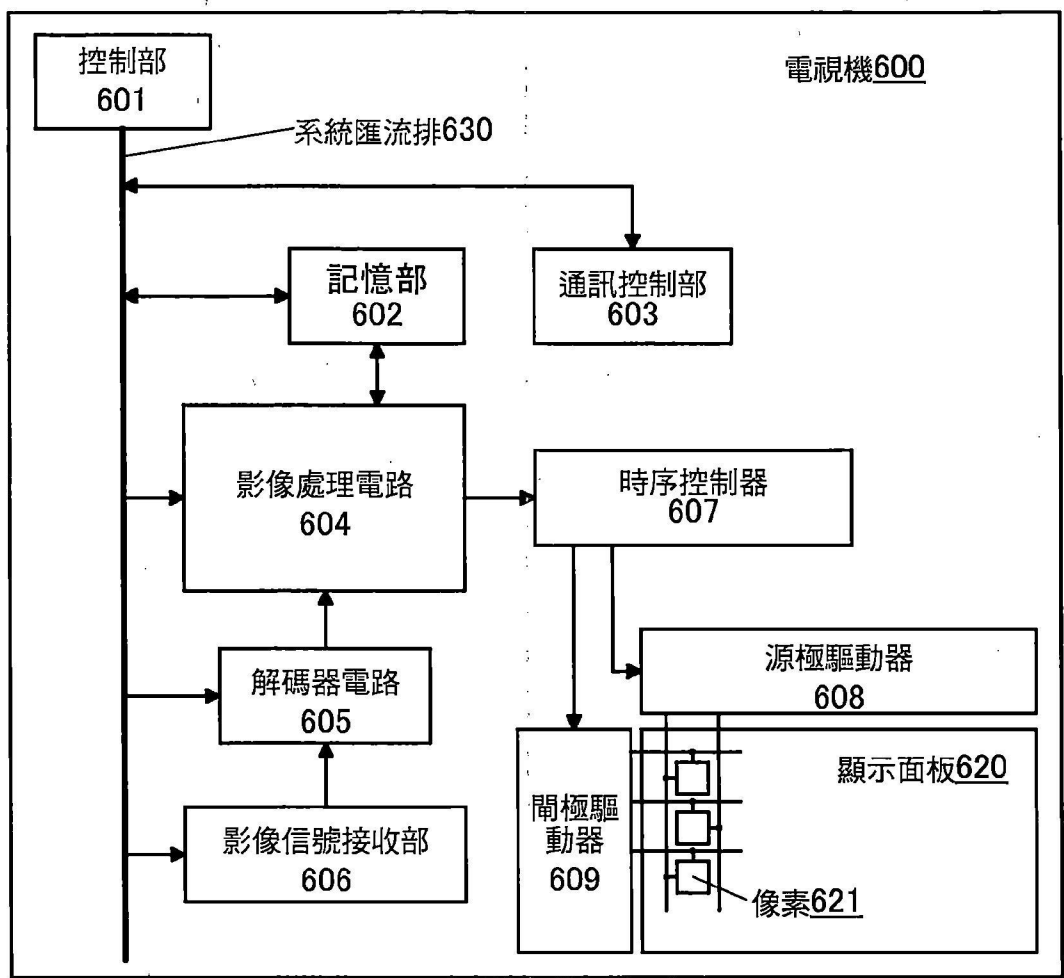 控制部
601
電視機600
系統匯流排630
記憶部
602
通訊控制部
603
影像處理電路
604
時序控制器
607
解碼器電路
605
源極驅動器
608
影像信號接收部
606
閘極驅
動器
609
顯示面板620
像素621